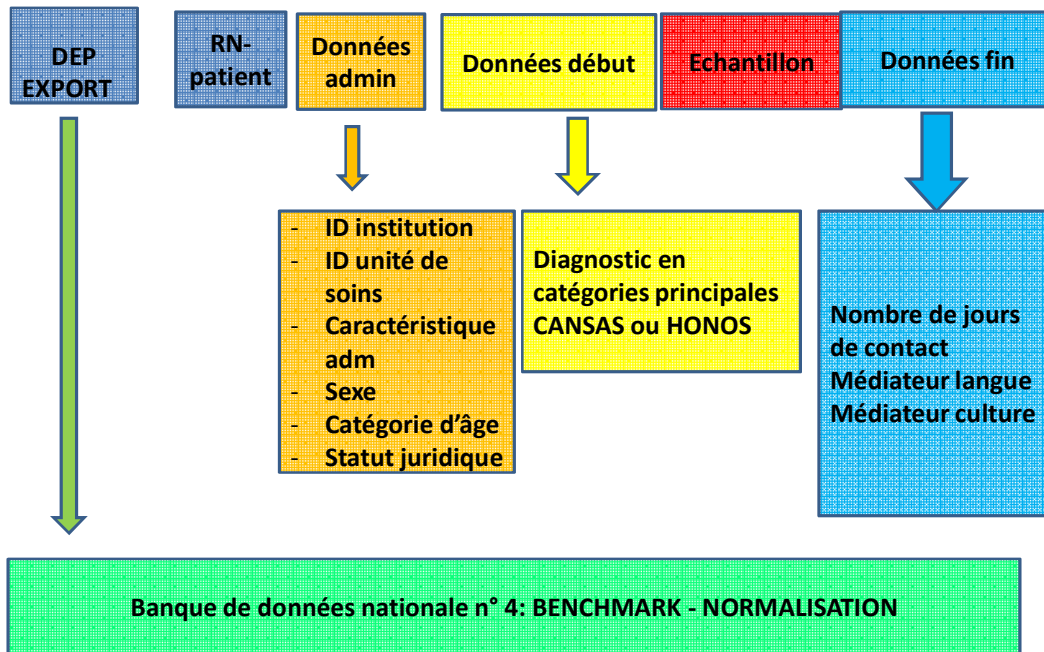 DEP
EXPORT
RN-
patient
Données
admin
Données début
Echantillon
Données fin
- ID institution
- ID unité de
soins
- Caractéristique
adm
- Sexe
- Catégorie d'âge
- Statut juridique
Diagnostic en
catégories principales
CANSAS ou HONOS
Nombre de jours
de contact
Médiateur langue
Médiateur culture
Banque de données nationale n° 4: BENCHMARK - NORMALISATION